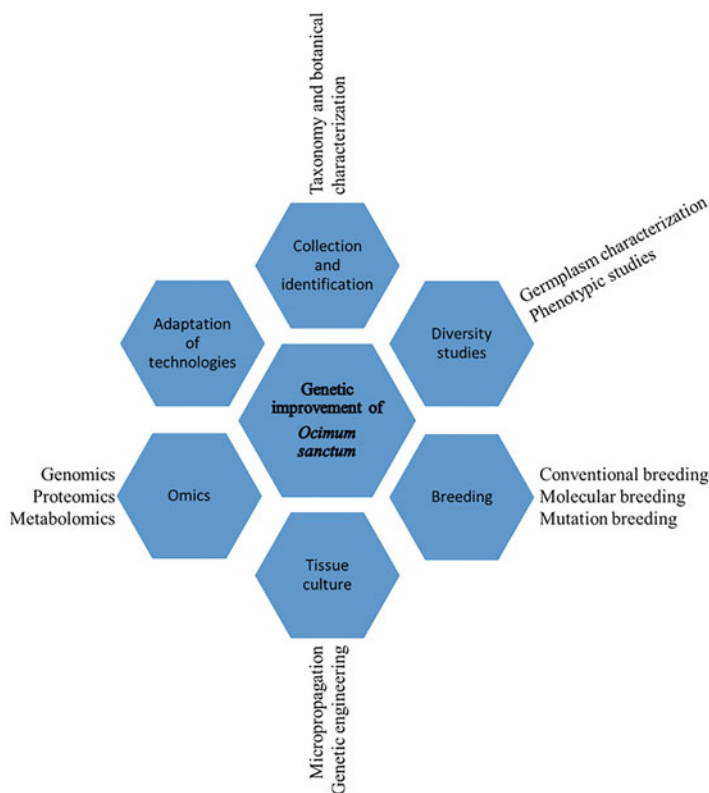 Taxonomy and botanical
characterization
Collection
and
identification
Germplasm characterization
Phenotypic studies
Adaptation
of
technologies
Diversity
studies
Genetic
improvement of
Ocimum
sanctum
Genomics
Proteomics
Metabolomics
Omics
Breeding
Conventional breeding
Molecular breeding
Mutation breeding
Tissue
culture
Micropropagation
Genetic engineering